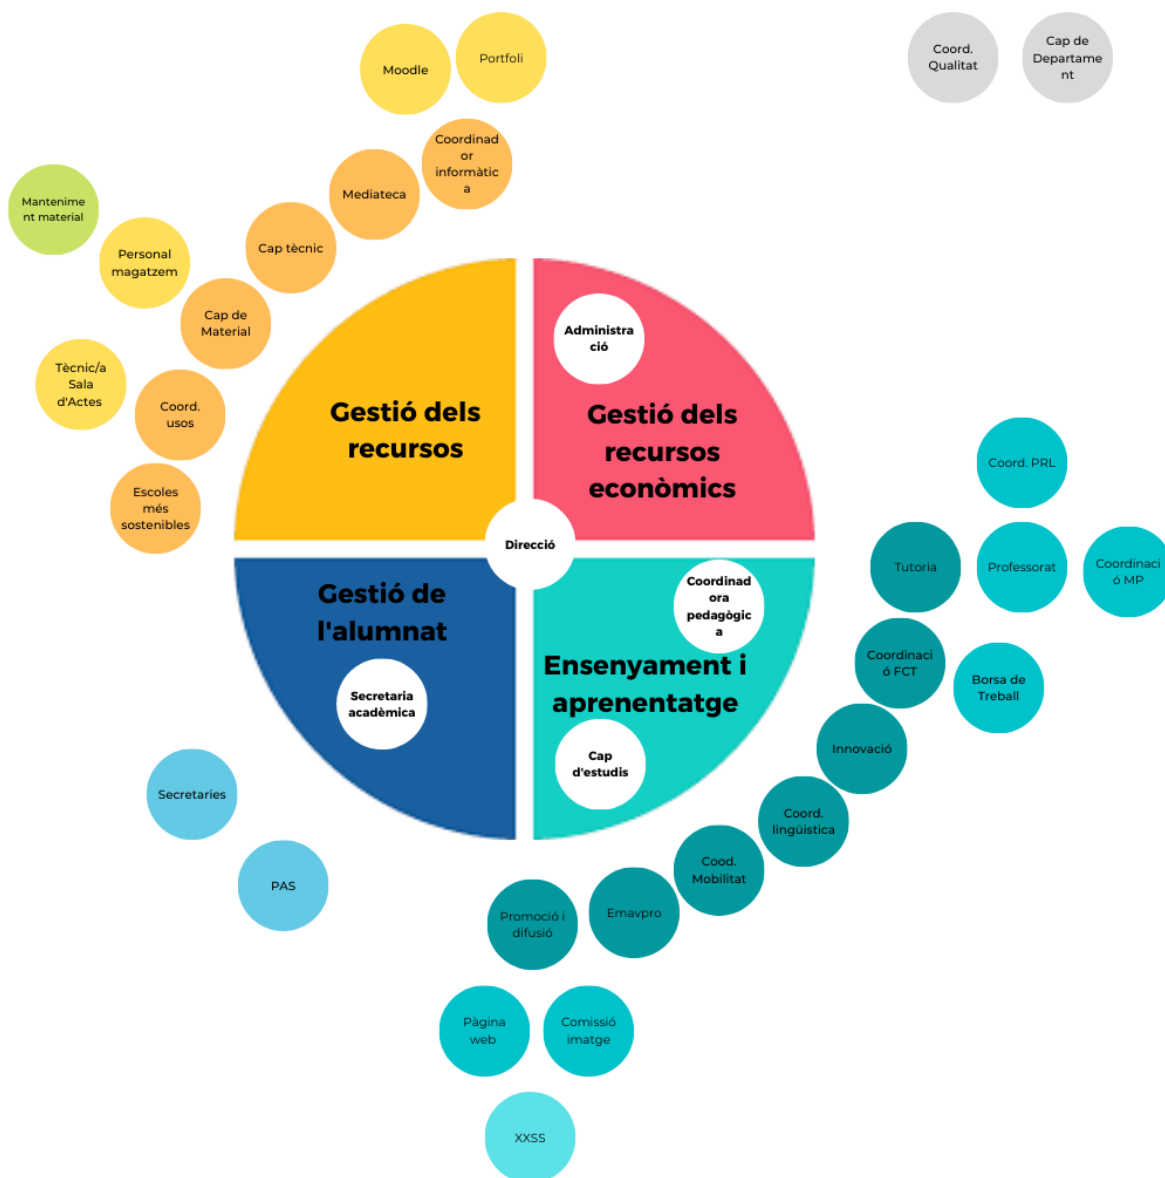 Moodle
Portfoli
Coord.
Qualitat
Cap de
Departame
nt
Coordinad
or
informàtic
a
Mediateca
Mantenime
nt material
Cap tècnic
Personal
magatzem
Cap de
Material
Tècnic/a
Sala
d'Actes
Coord.
usos
Escoles
més
sostenibles
Gestió dels
recursos
Administra
ció
Gestió dels
recursos
econòmics
Direcció
Gestió de
l'alumnat
Secretaria
acadèmica
Coordinad
ora
pedagògic
a
Ensenyament i
aprenentatge
Cap
d'estudis
Coord. PRL
Tutoria
Professorat
Coordinaci
ó MP
Coordinaci
ó FCT
Borsa de
Treball
Innovació
Coord.
lingüistica
Cood.
Mobilitat
Emavpro
Promoció i
difusió
Secretaries
PAS
Pàgina
web
Comissió
imatge
XXSS